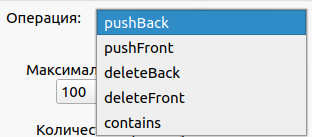 Операция:
pushBack
pushFront
deleteBack
deleteFront
contains
100